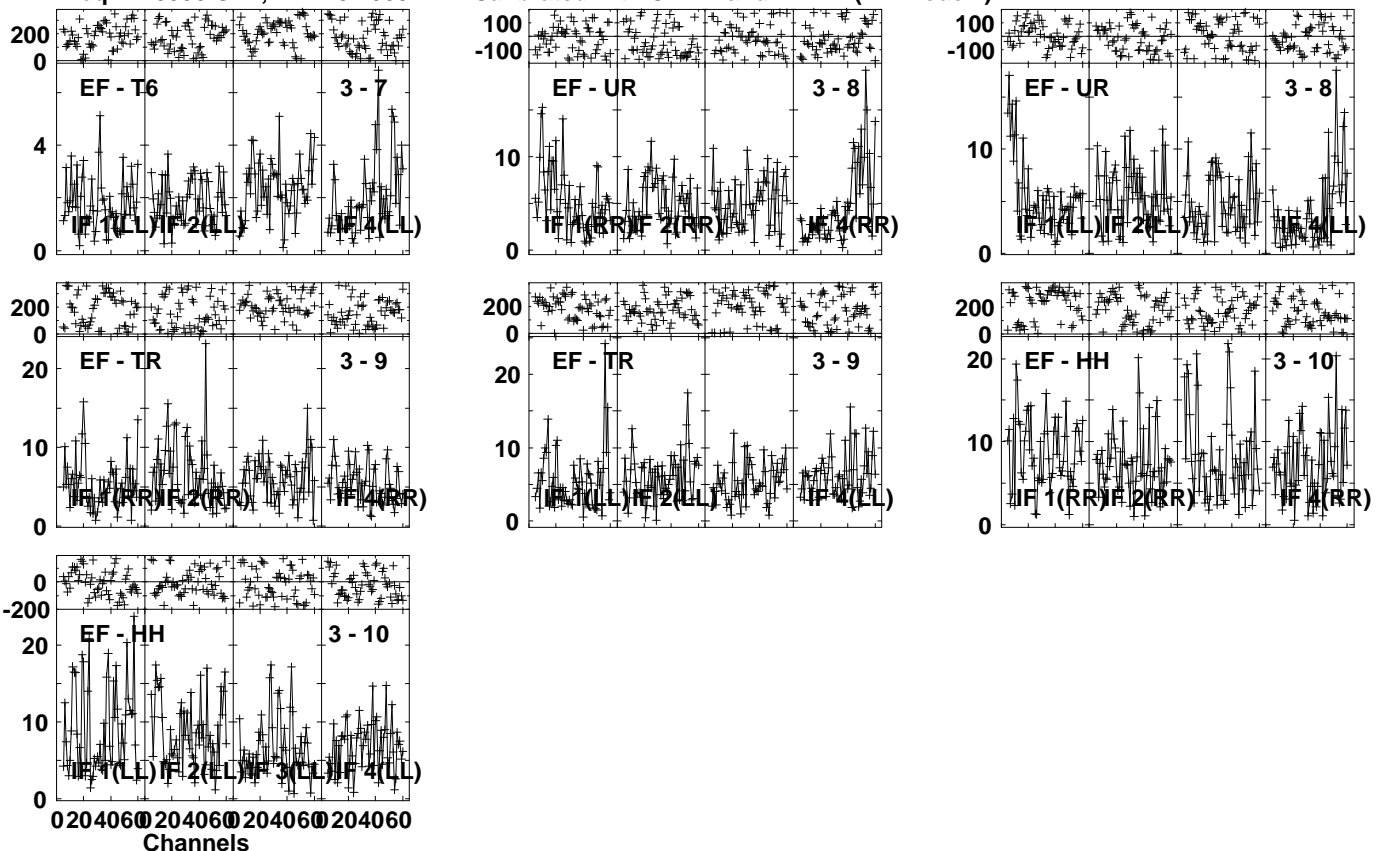 200
0
100
-100
100
-100
EF - T6
3 - 7
EF - UR
3 - 8
EF - UR
3 - 8
4
0
10
0
10
0
IF 1(LL)
IF 2(LL)
IF 4(LL)
IF 1(RR)
IF 2(RR)
IF 4(RR)
IF 1(LL)
IF 2(LL)
IF 4(LL)
200
0
200
0
200
0
EF - TR
3 - 9
EF - TR
3 - 9
EF - HH
3 - 10
20
10
0
20
10
0
20
10
0
IF 1(RR)
IF 2(RR)
IF 4(RR)
IF 1(LL)
IF 2(LL)
IF 4(LL)
IF 1(RR)
IF 2(RR)
IF 4(RR)
0
-200
EF - HH
3 - 10
20
10
0
IF 1(LL)
IF 2(LL)
IF 3(LL)
IF 4(LL)
0 20 40 60 0 20 40 60 0 20 40 60 0 20 40 60
Channels